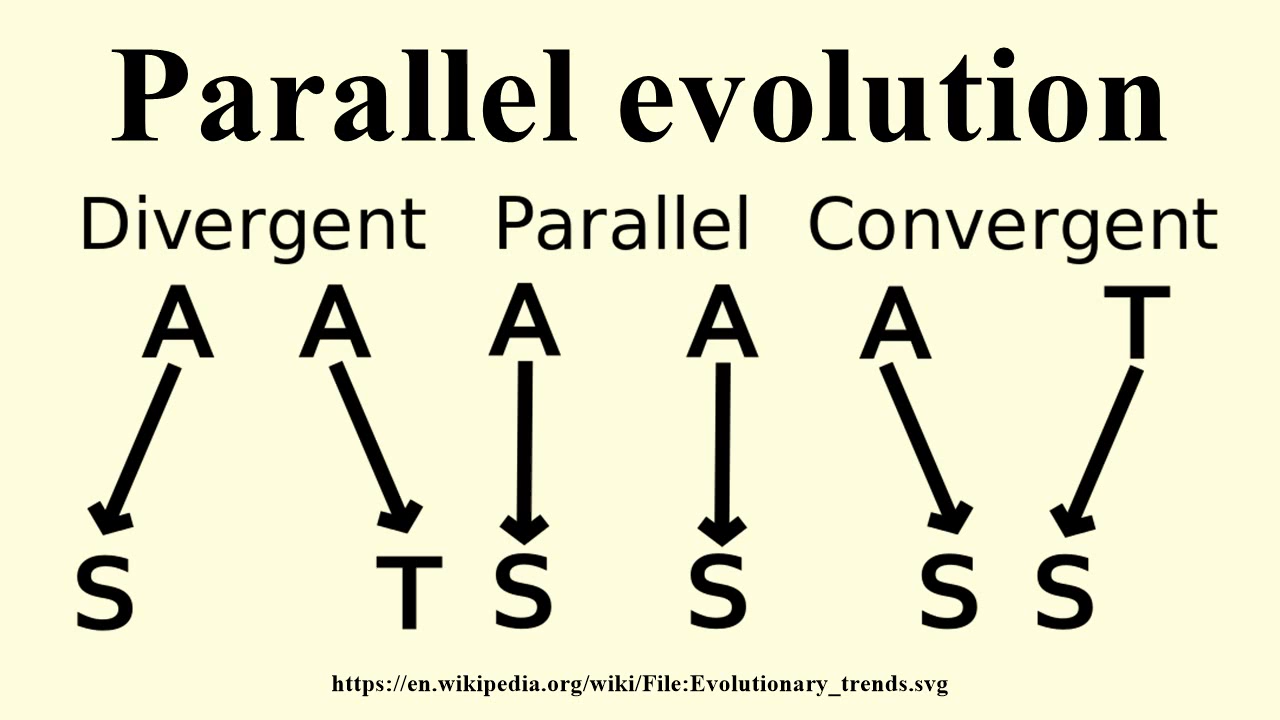 Parallel evolution
Divergent Parallel Convergent
A A A A A T
S T S S S S
https://en.wikipedia.org/wiki/File:Evolutionary_trends.svg